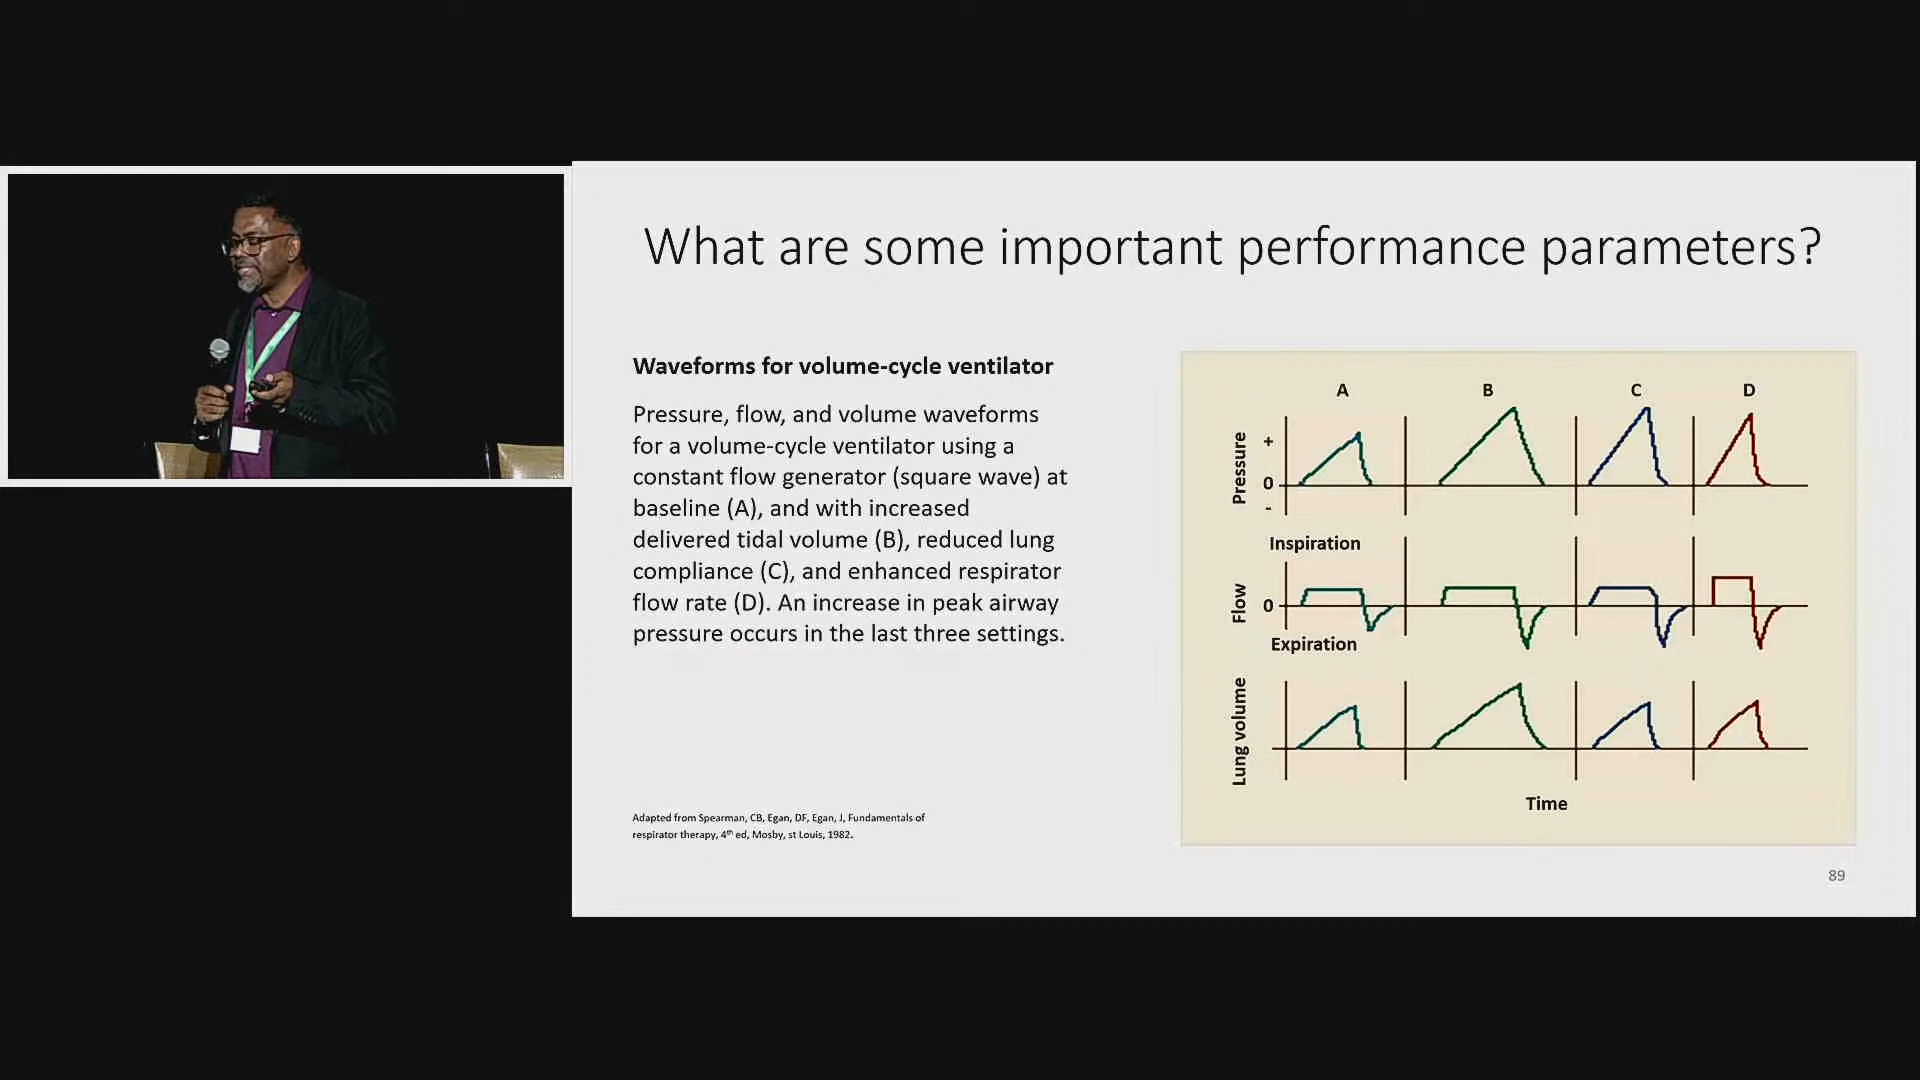 What are some important performance parameters?
Waveforms for volume-cycle ventilator
Pressure, flow, and volume waveforms
for a volume-cycle ventilator using a
constant flow generator (square wave) at
baseline (A), and with increased
delivered tidal volume (B), reduced lung
compliance (C), and enhanced respirator
flow rate (D). An increase in peak airway
pressure occurs in the last three settings.
Adapted from Spearman, CB, Egan, DF, Egan, J, Fundamentals of
respirator therapy, 4th ed, Mosby, st Louis, 1982.
A B C D
Pressure
+
0
-
Inspiration
Flow
0
Expiration
Lung volume
Time
89